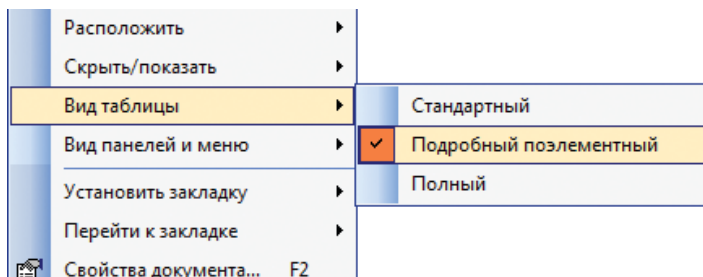 Расположить
Скрыть/показать
Вид таблицы
Стандартный
Вид панелей и меню
Подробный поэлементный
Полный
Установить закладку
Перейти к закладке
Свойства документа... F2